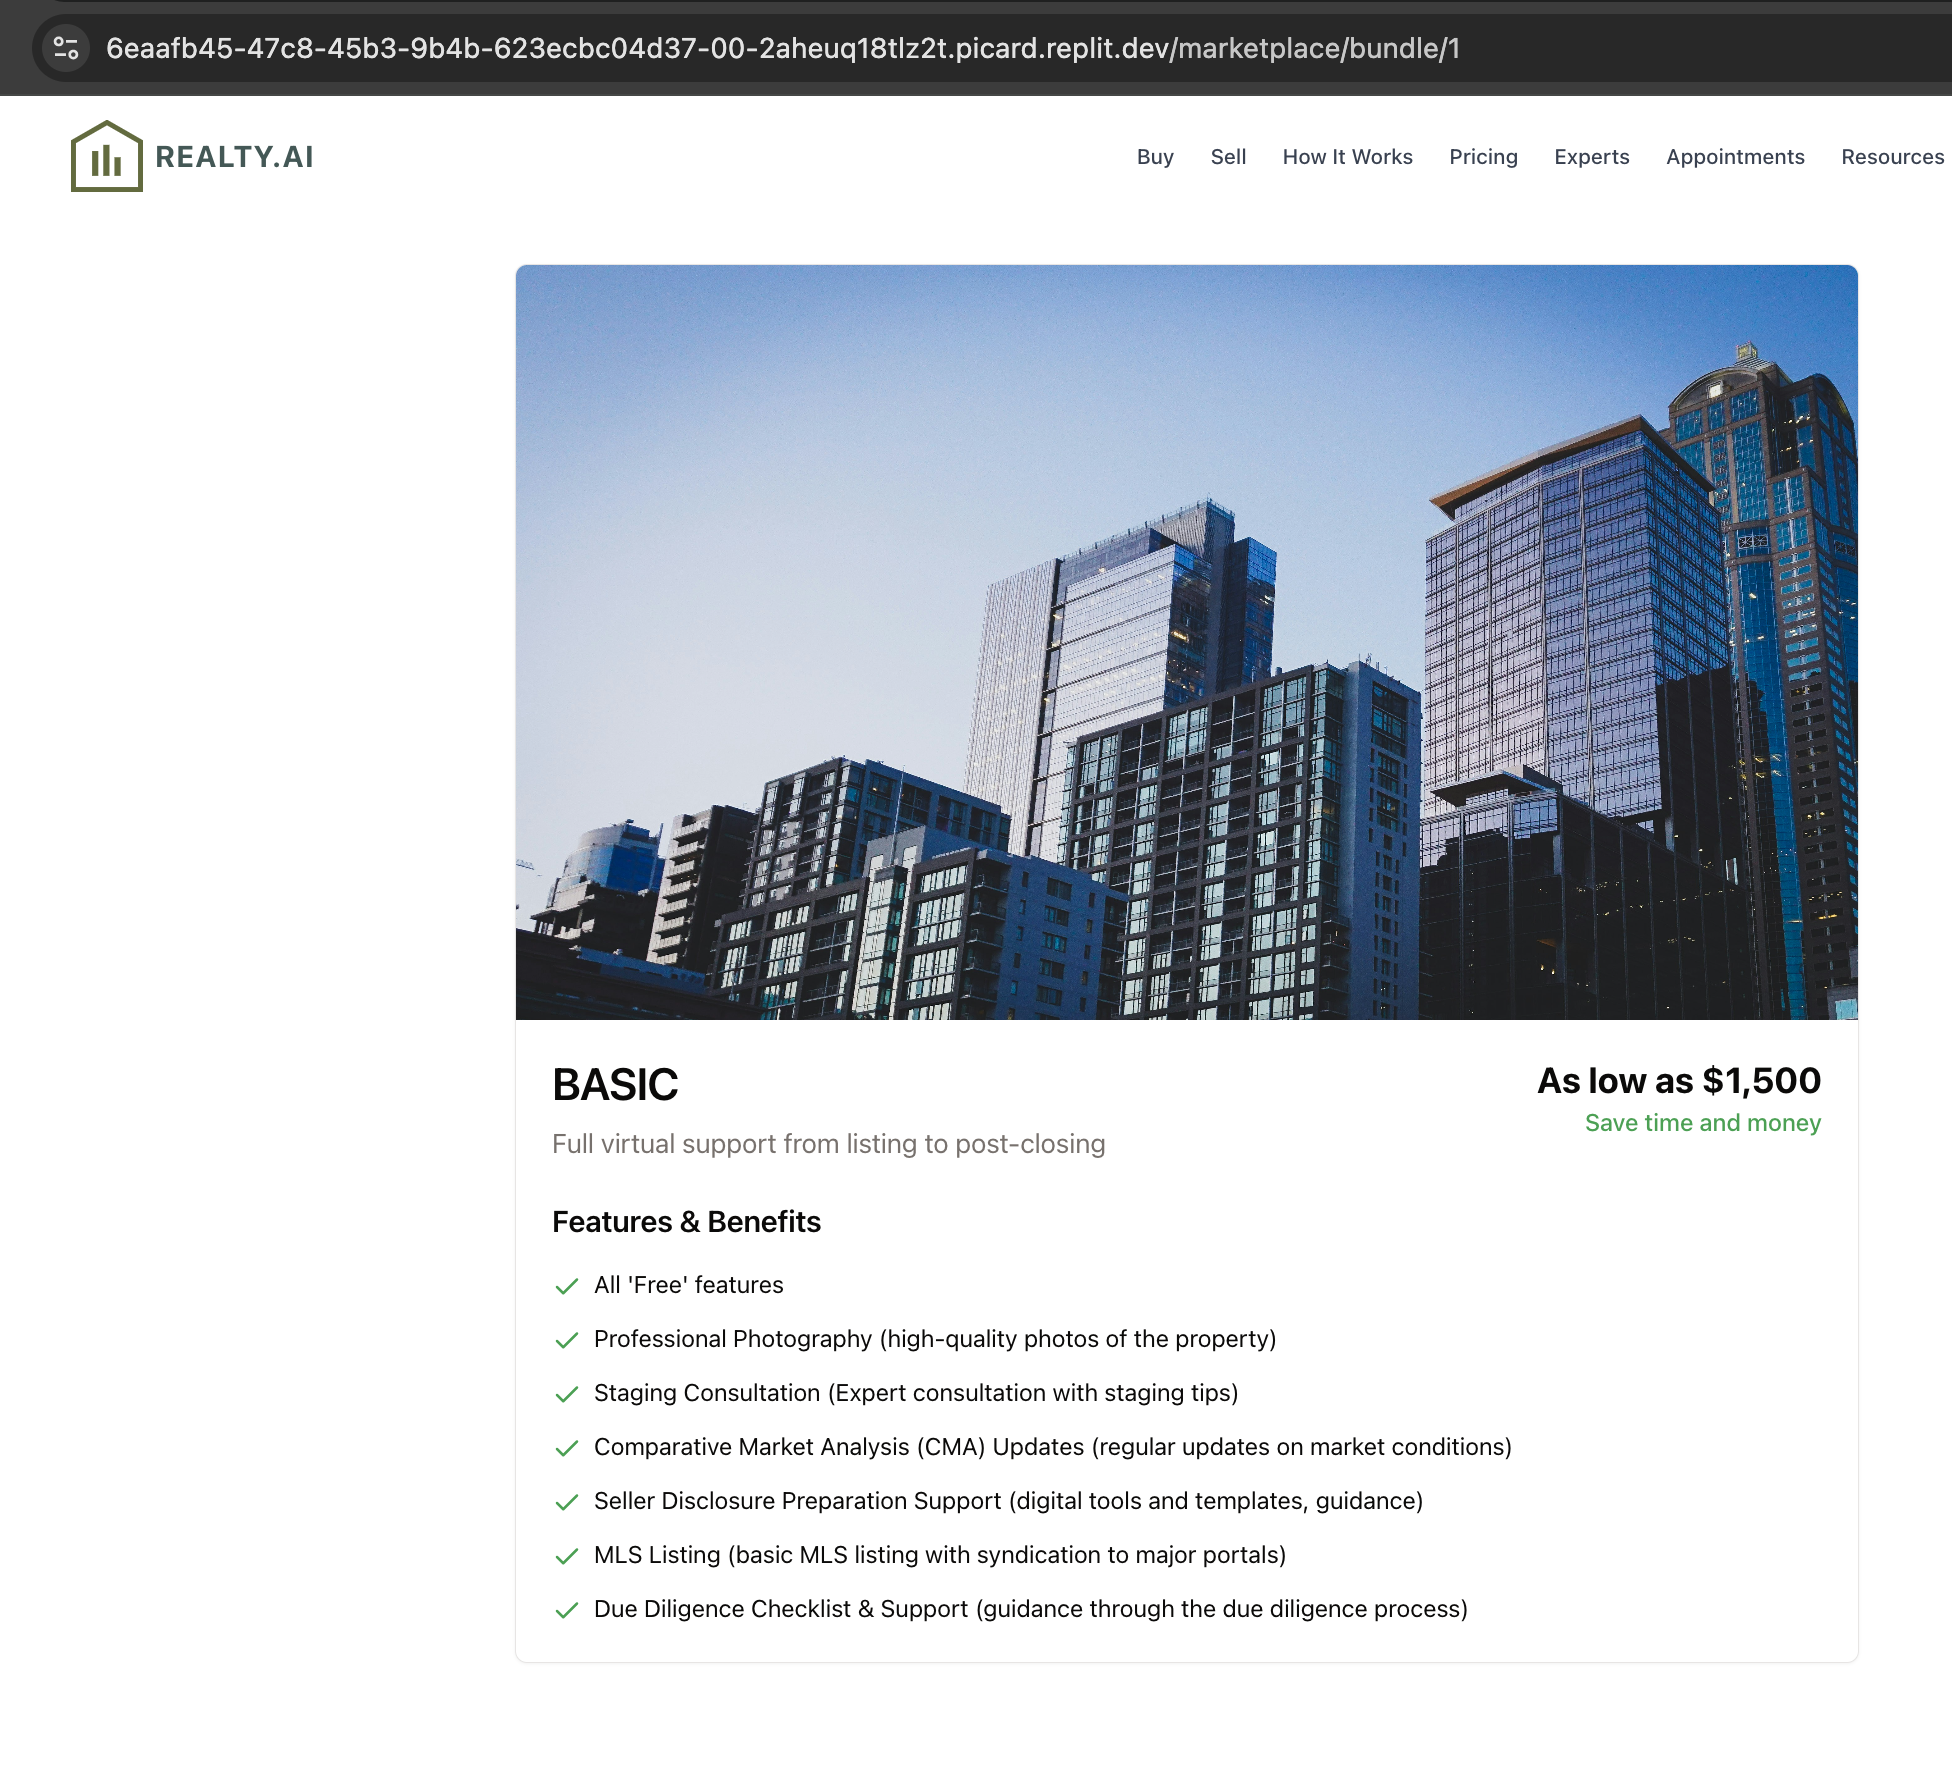 6eaafb45-47c8-45b3-9b4b-623ecbc04d37-00-2aheuq18tlz2t.picard.replit.dev/marketplace/bundle/1
REALTY.AI
Buy Sell How It Works Pricing Experts Appointments Resources
BASIC
As low as $1,500
Save time and money
Full virtual support from listing to post-closing
Features & Benefits
All 'Free' features
Professional Photography (high-quality photos of the property)
Staging Consultation (Expert consultation with staging tips)
Comparative Market Analysis (CMA) Updates (regular updates on market conditions)
Seller Disclosure Preparation Support (digital tools and templates, guidance)
MLS Listing (basic MLS listing with syndication to major portals)
Due Diligence Checklist & Support (guidance through the due diligence process)